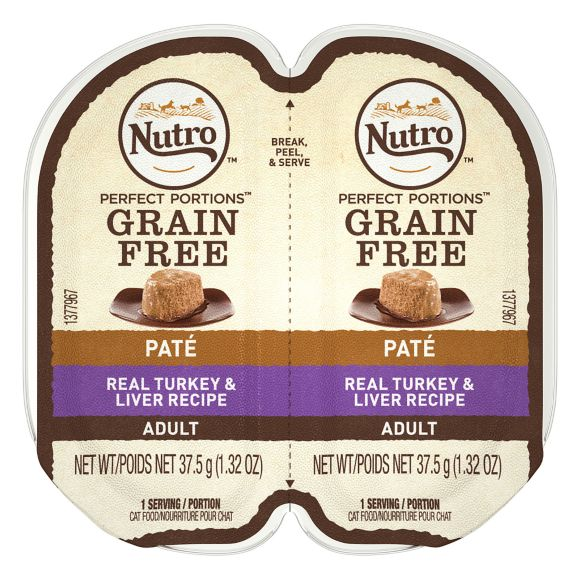 Nutro™
PERFECT PORTIONS™
GRAIN
FREE
1377967
PATÉ
REAL TURKEY &
LIVER RECIPE
ADULT
NET WT/POIDS NET 37.5 g (1.32 OZ)
1 SERVING / PORTION
CAT FOOD/NOURRITURE POUR CHAT
BREAK,
PEEL,
& SERVE
Nutro™
PERFECT PORTIONS™
GRAIN
FREE
1377967
PATÉ
REAL TURKEY &
LIVER RECIPE
ADULT
NET WT/POIDS NET 37.5 g (1.32 OZ)
1 SERVING / PORTION
CAT FOOD/NOURRITURE POUR CHAT